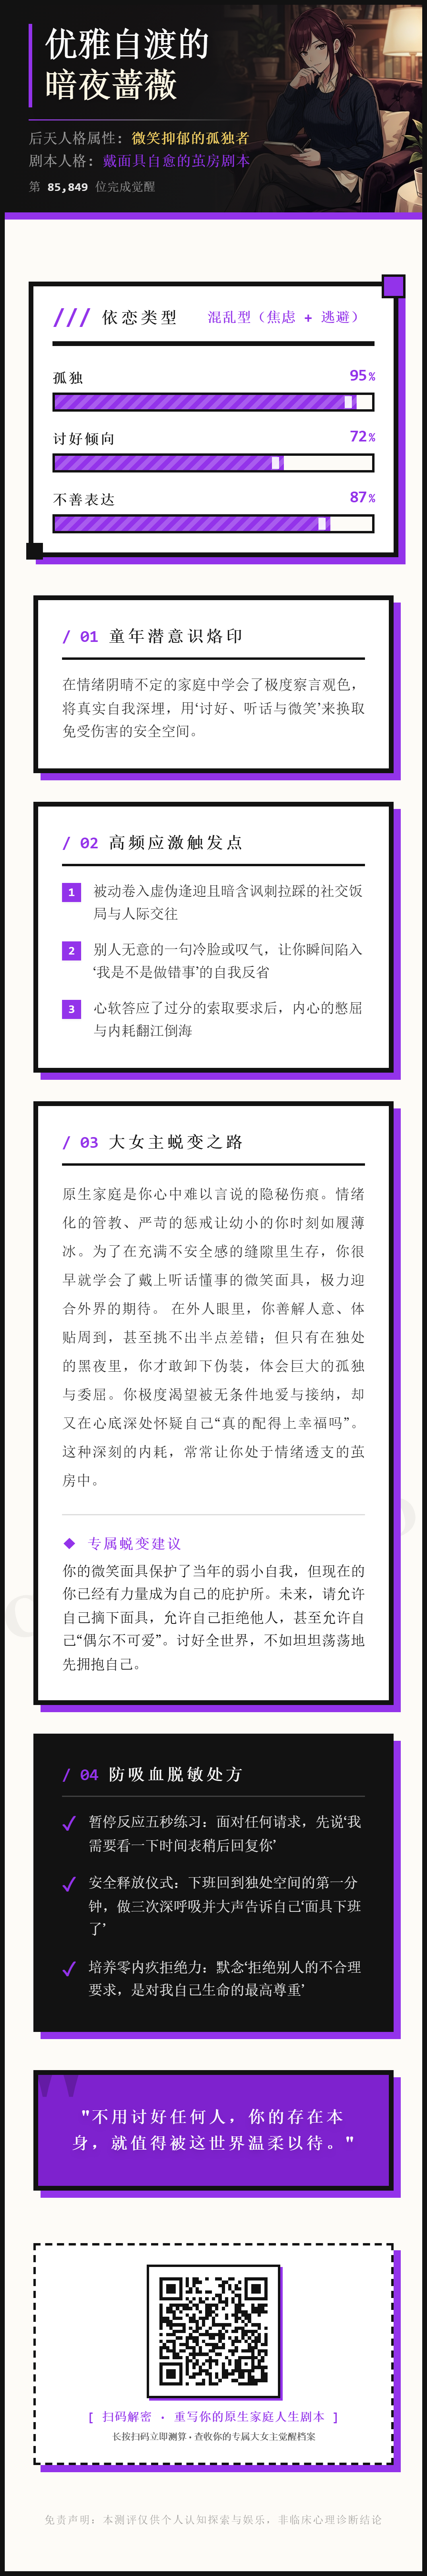 优雅自渡的
暗夜蔷薇
后天人格属性：微笑抑郁的孤独者
剧本人格：戴面具自愈的茧房剧本
第 85,849 位完成觉醒
/// 依恋类型 混乱型（焦虑 + 逃避）
孤独 95%
讨好倾向 72%
不善表达 87%
/ 01 童年潜意识烙印
在情绪阴晴不定的家庭中学会了极度察言观色，
将真实自我深埋，用‘讨好、听话与微笑’来换取
免受伤害的安全空间。
/ 02 高频应激触发点
1 被动卷入虚伪逢迎且暗含讽刺拉踩的社交饭
局与人际交往
2 别人无意的一句冷脸或叹气，让你瞬间陷入
‘我是不是做错事’的自我反省
3 心软答应了过分的索取要求后，内心的憋屈
与内耗翻江倒海
/ 03 大女主蜕变之路
原生家庭是你心中难以言说的隐秘伤痕。情绪
化的管教、严苛的惩戒让幼小的你时刻如履薄
冰。为了在充满不安全感的缝隙里生存，你很
早就学会了戴上听话懂事的微笑面具，极力迎
合外界的期待。 在外人眼里，你善解人意、体
贴周到，甚至挑不出半点差错；但只有在独处
的黑夜里，你才敢卸下伪装，体会巨大的孤独
与委屈。你极度渴望被无条件地爱与接纳，却
又在心底深处怀疑自己“真的配得上幸福吗”。
这种深刻的内耗，常常让你处于情绪透支的茧
房中。
◆ 专属蜕变建议
你的微笑面具保护了当年的弱小自我，但现在的
你已经有力量成为自己的庇护所。未来，请允许
自己摘下面具，允许自己拒绝他人，甚至允许自
己“偶尔不可爱”。讨好全世界，不如坦坦荡荡地
先拥抱自己。
/ 04 防吸血脱敏处方
✓ 暂停反应五秒练习：面对任何请求，先说‘我
需要看一下时间表稍后回复你’
✓ 安全释放仪式：下班回到独处空间的第一分
钟，做三次深呼吸并大声告诉自己‘面具下班
了’
✓ 培养零内疚拒绝力：默念‘拒绝别人的不合理
要求，是对我自己生命的最高尊重’
"不用讨好任何人，你的存在本
身，就值得被这世界温柔以待。"
[ 扫码解密 · 重写你的原生家庭人生剧本 ]
长按扫码立即测算 · 查收你的专属大女主觉醒档案
免责声明：本测评仅供个人认知探索与娱乐，非临床心理诊断结论